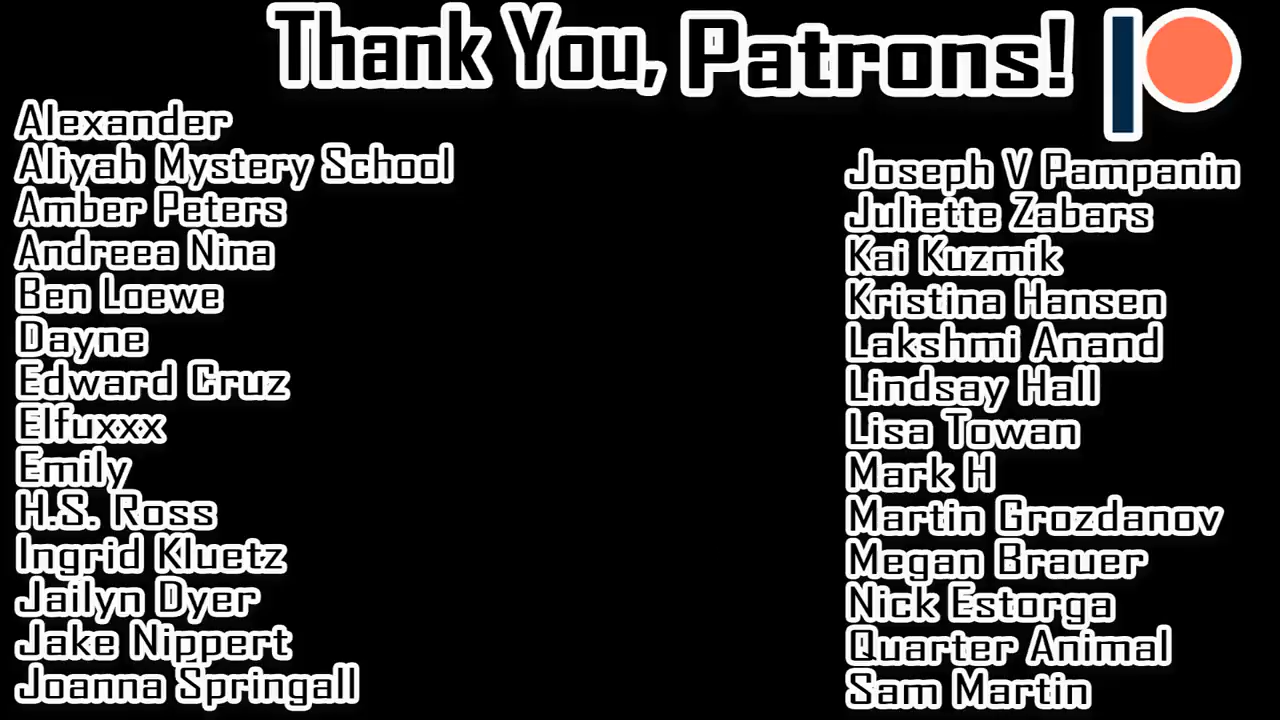 Thank You, Patrons!
Alexander
Aliyah Mystery School
Amber Peters
Andreea Nina
Ben Loewe
Dayne
Edward Cruz
Elfuxxx
Emily
H.S. Ross
Ingrid Kluetz
Jailyn Dyer
Jake Nippert
Joanna Springall
Joseph V Pampanin
Juliette Zabars
Kai Kuzmik
Kristina Hansen
Lakshmi Anand
Lindsay Hall
Lisa Towan
Mark H
Martin Grozdanov
Megan Brauer
Nick Estorga
Quarter Animal
Sam Martin